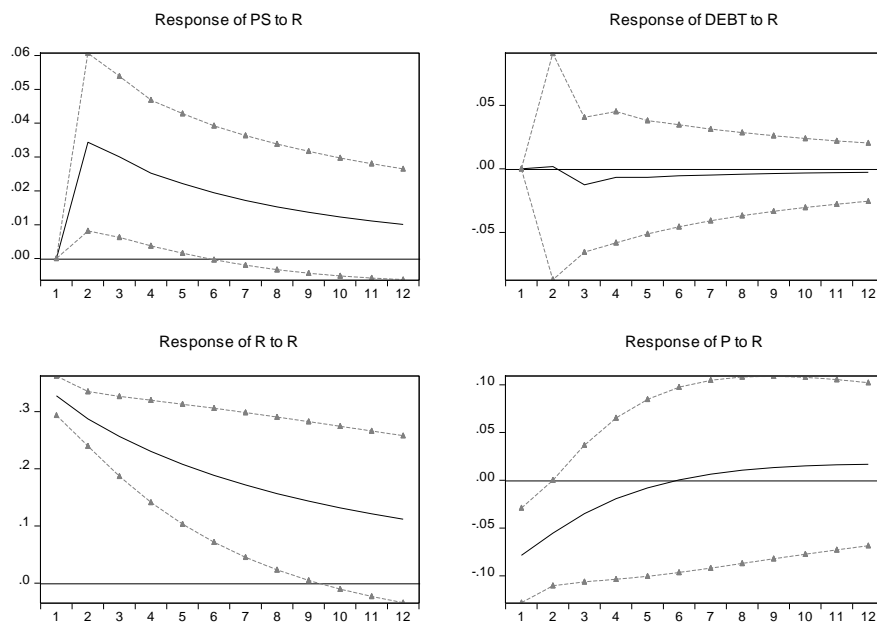 Response of PS to R
.06
.05
.04
.03
.02
.01
.00
1 2 3 4 5 6 7 8 9 10 11 12
Response of DEBT to R
.05
.00
-.05
1 2 3 4 5 6 7 8 9 10 11 12
Response of R to R
.3
.2
.1
.0
1 2 3 4 5 6 7 8 9 10 11 12
Response of P to R
.10
.05
.00
-.05
-.10
1 2 3 4 5 6 7 8 9 10 11 12